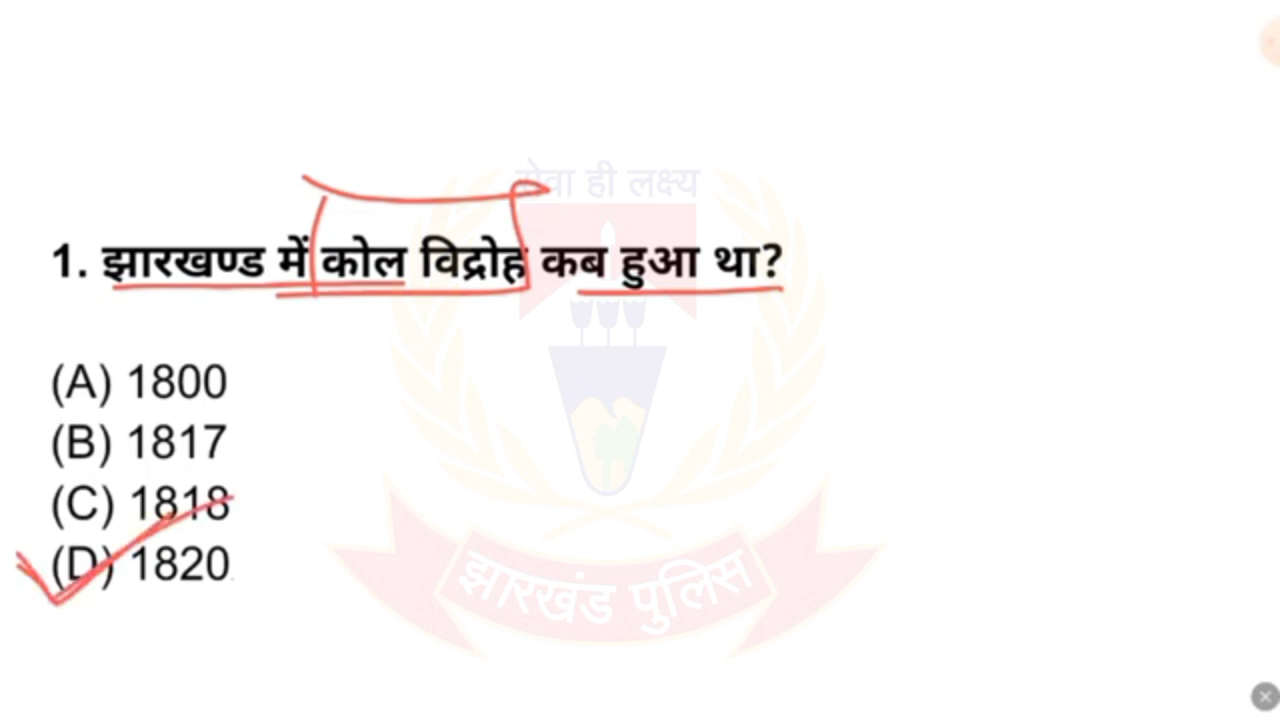 सेवा ही लक्ष्य
1. झारखण्ड में कोल विद्रोह कब हुआ था?
(A) 1800
(B) 1817
(C) 1818
(D) 1820
झारखंड पुलिस